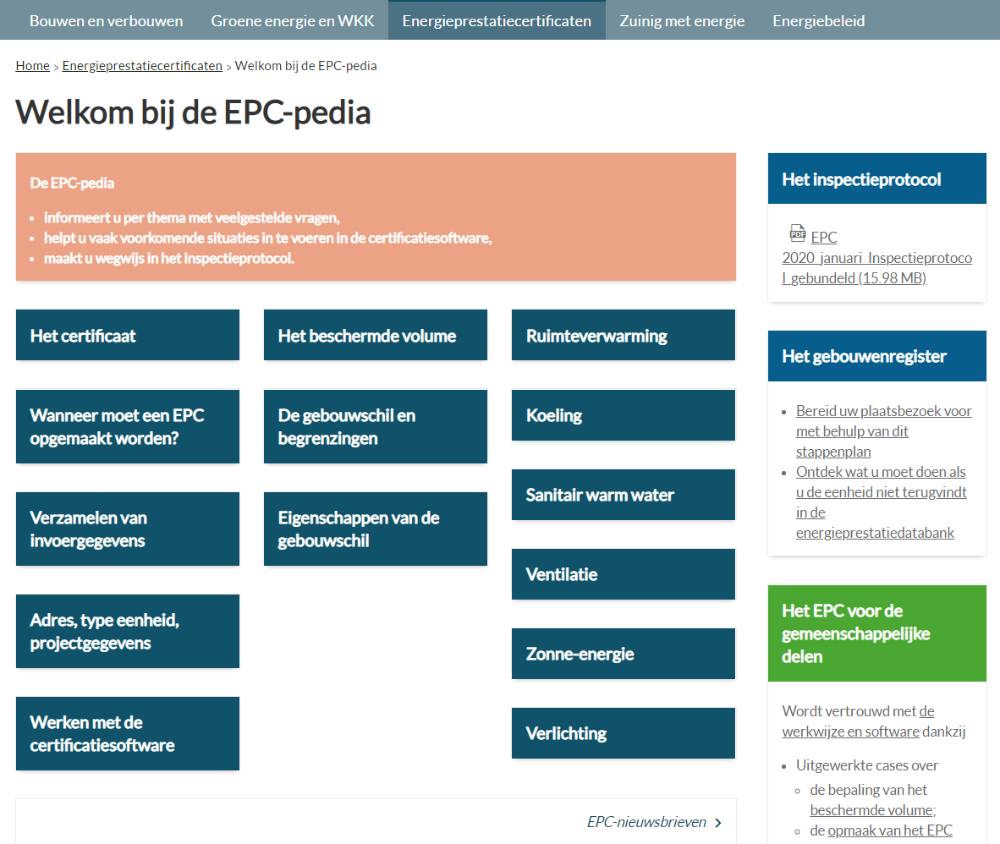 Bouwen en verbouwen Groene energie en WKK Energieprestatiecertificaten Zuinig met energie Energiebeleid
Home > Energieprestatiecertificaten > Welkom bij de EPC-pedia
Welkom bij de EPC-pedia
De EPC-pedia
• informeert u per thema met veelgestelde vragen,
• helpt u vaak voorkomende situaties in te voeren in de certificatiesoftware,
• maakt u wegwijs in het inspectieprotocol.
Het certificaat
Wanneer moet een EPC
opgemaakt worden?
Verzamelen van
invoergegevens
Adres, type eenheid,
projectgegevens
Werken met de
certificatiesoftware
Het beschermde volume
De gebouwschil en
begrenzingen
Eigenschappen van de
gebouwschil
Ruimteverwarming
Koeling
Sanitair warm water
Ventilatie
Zonne-energie
Verlichting
EPC-nieuwsbrieven >
Het inspectieprotocol
PDF EPC
2020_januari_Inspectieprotoco
l_gebundeld (15.98 MB)
Het gebouwenregister
• Bereid uw plaatsbezoek voor
met behulp van dit
stappenplan
• Ontdek wat u moet doen als
u de eenheid niet terugvindt
in de
energieprestatiedatabank
Het EPC voor de
gemeenschappelijke
delen
Wordt vertrouwd met de
werkwijze en software dankzij
• Uitgewerkte cases over
◦ de bepaling van het
beschermde volume;
◦ de opmaak van het EPC